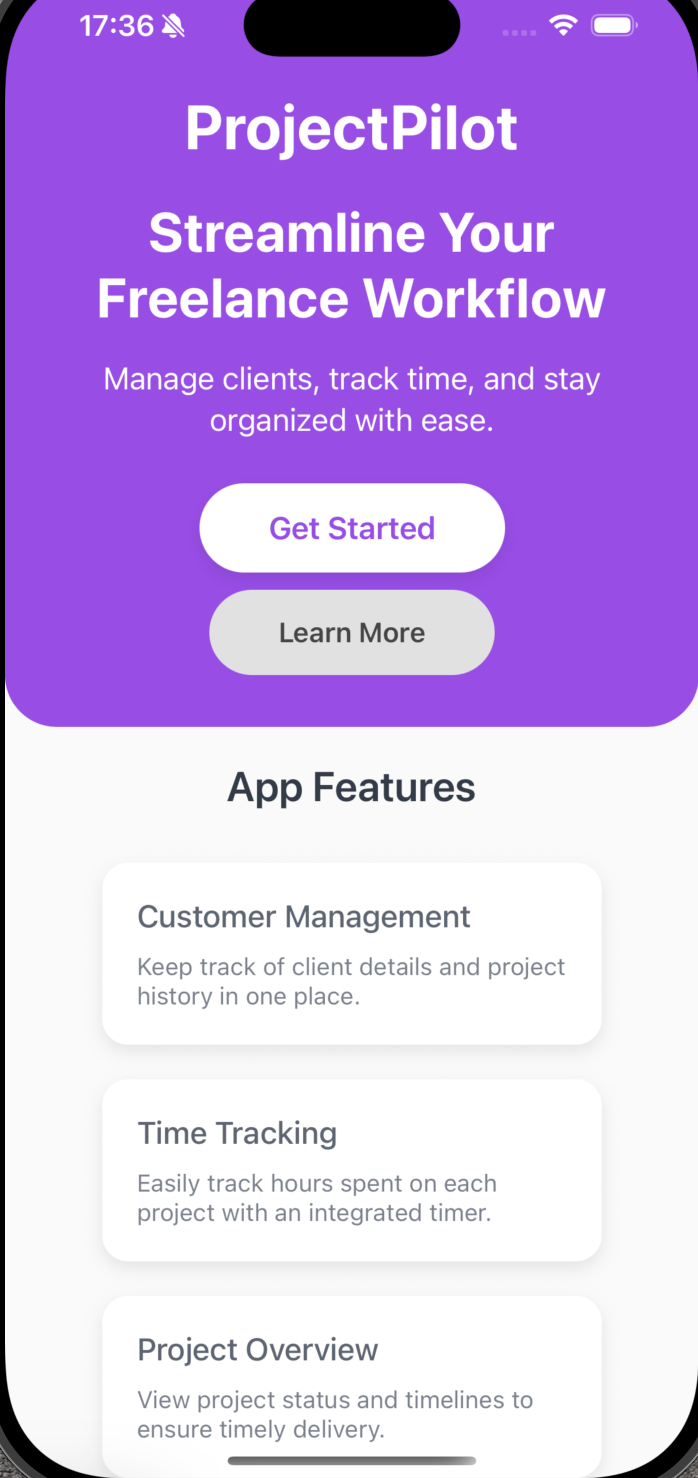 17:36
ProjectPilot
Streamline Your
Freelance Workflow
Manage clients, track time, and stay
organized with ease.
Get Started
Learn More
App Features
Customer Management
Keep track of client details and project
history in one place.
Time Tracking
Easily track hours spent on each
project with an integrated timer.
Project Overview
View project status and timelines to
ensure timely delivery.